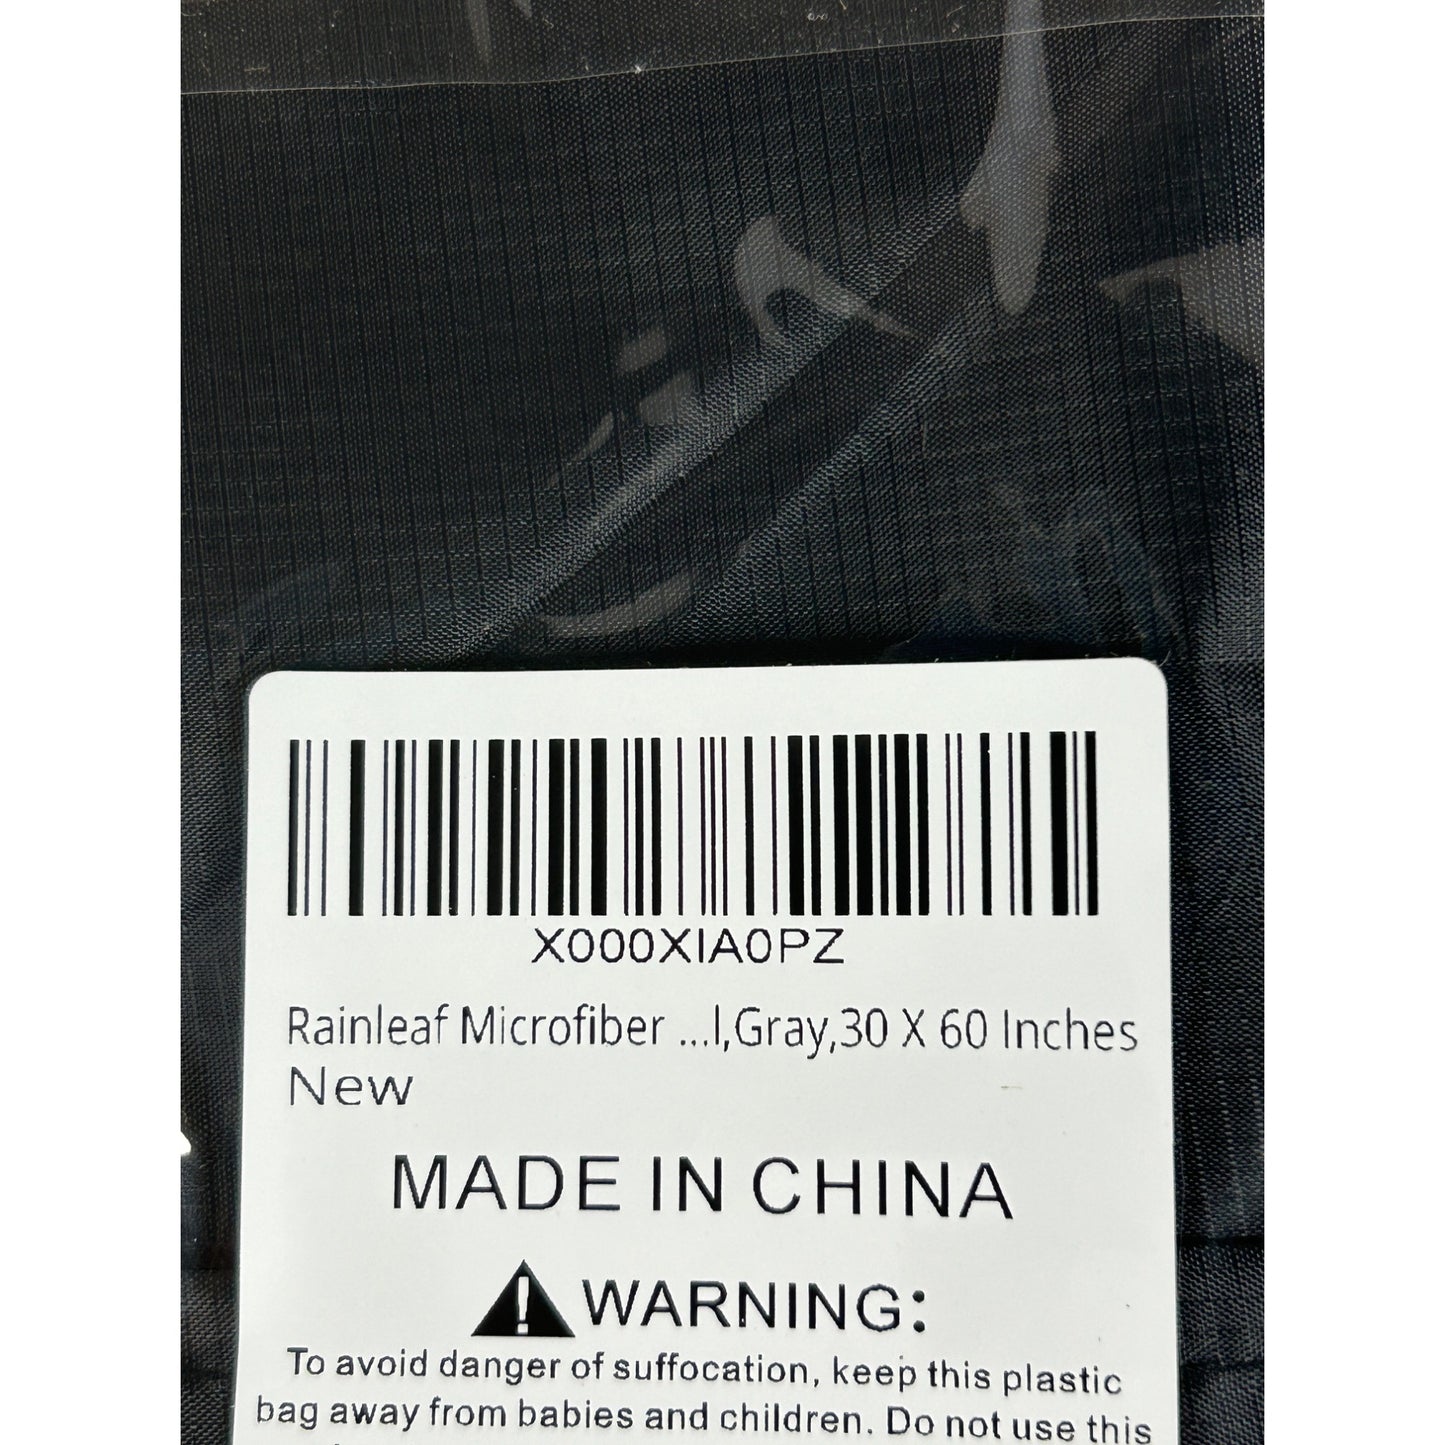 X000XIA0PZ
Rainleaf Microfiber ...l,Gray,30 X 60 Inches
New
MADE IN CHINA
WARNING:
To avoid danger of suffocation, keep this plastic
bag away from babies and children. Do not use this